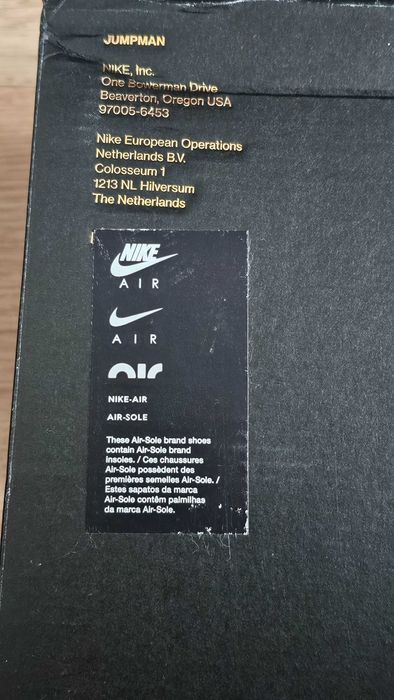 JUMPMAN
NIKE, Inc.
One Bowerman Drive
Beaverton, Oregon USA
97005-6453
Nike European Operations
Netherlands B.V.
Colosseum 1
1213 NL Hilversum
The Netherlands
NIKE
AIR
AIR
NIKE-AIR
AIR-SOLE
These Air-Sole brand shoes
contain Air-Sole brand
insoles. / Ces chaussures
Air-Sole possèdent des
premières semelles Air-Sole. /
Estes sapatos da marca
Air-Sole contêm palmilhas
da marca Air-Sole.